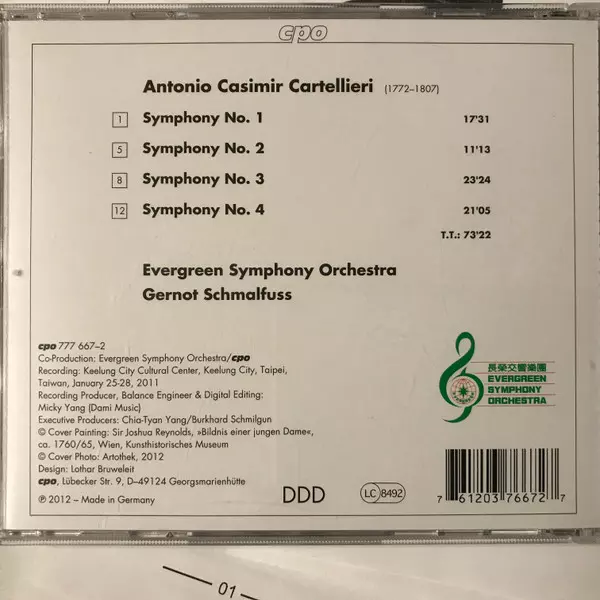 cpo
Antonio Casimir Cartellieri (1772–1807)
1 Symphony No. 1 17'31
5 Symphony No. 2 11'13
8 Symphony No. 3 23'24
12 Symphony No. 4 21'05
T.T.: 73'22
Evergreen Symphony Orchestra
Gernot Schmalfuss
cpo 777 667–2
Co-Production: Evergreen Symphony Orchestra/cpo
Recording: Keelung City Cultural Center, Keelung City, Taipei,
Taiwan, January 25-28, 2011
Recording Producer, Balance Engineer & Digital Editing:
Micky Yang (Dami Music)
Executive Producers: Chia-Tyan Yang/Burkhard Schmilgun
© Cover Painting: Sir Joshua Reynolds, »Bildnis einer jungen Dame«,
ca. 1760/65, Wien, Kunsthistorisches Museum
© Cover Photo: Artothek, 2012
Design: Lothar Bruweleit
cpo, Lübecker Str. 9, D–49124 Georgsmarienhütte
℗ 2012 – Made in Germany
長榮交響樂團
EVERGREEN
SYMPHONY
ORCHESTRA
DDD
LC 8492
7 61203 76672 7
01